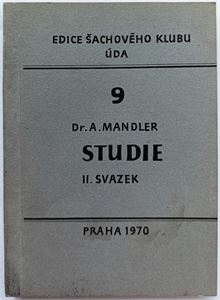 EDICE ŠACHOVÉHO KLUBU
ÚDA
9
Dr. A. MANDLER
STUDIE
II. SVAZEK
PRAHA 1970